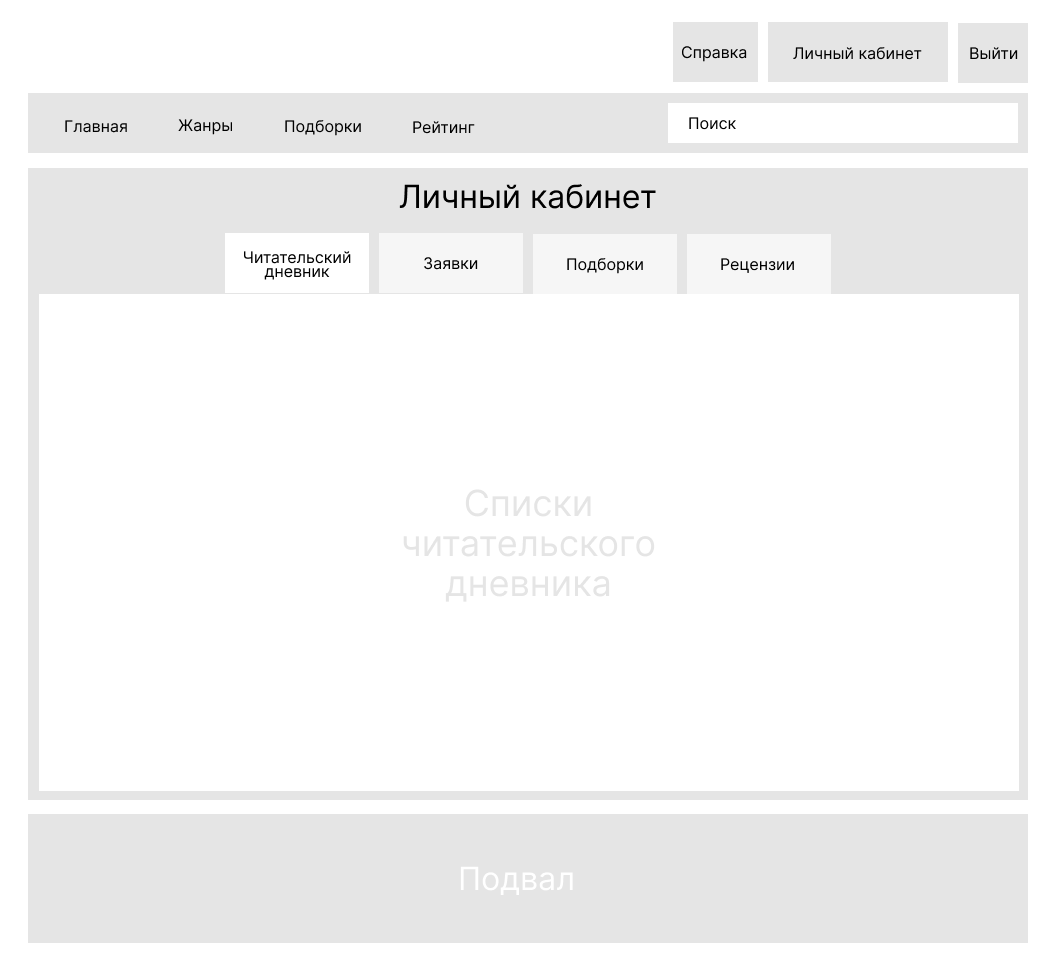 Справка
Личный кабинет
Выйти
Главная
Жанры
Подборки
Рейтинг
Поиск
Личный кабинет
Читательский
дневник
Заявки
Подборки
Рецензии
Списки
читательского
дневника
Подвал